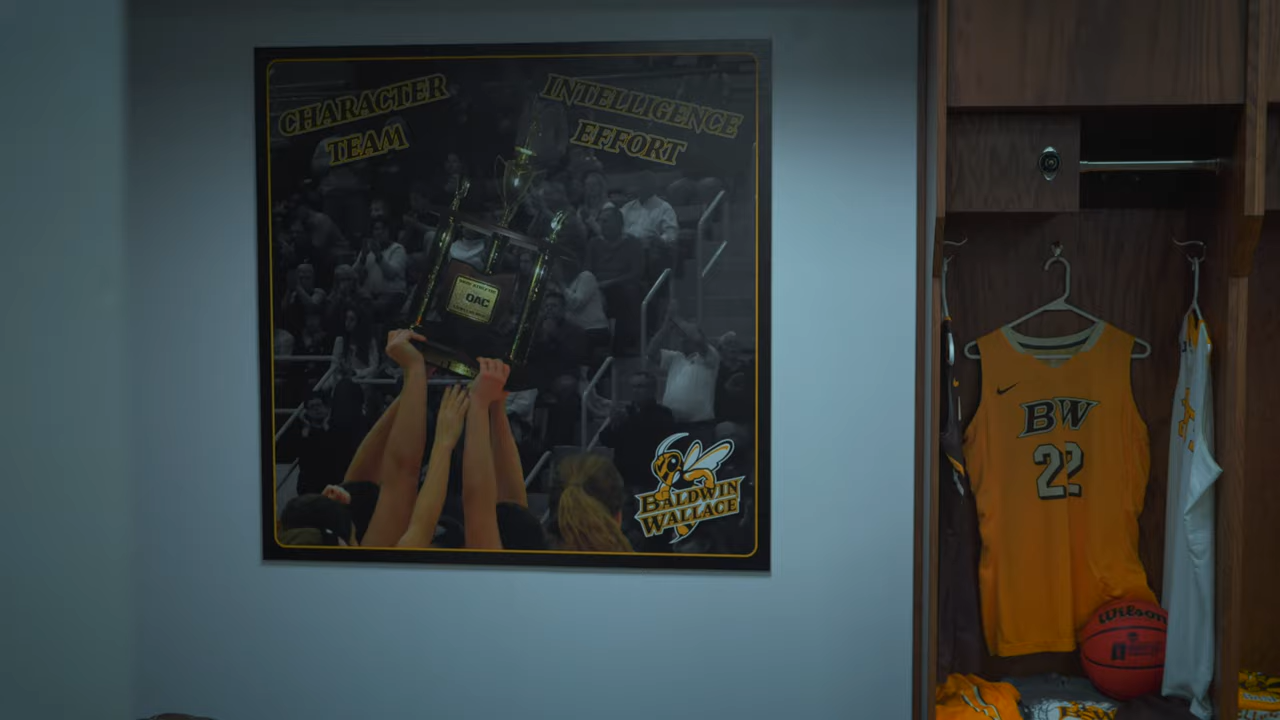 CHARACTER
TEAM
INTELLIGENCE
EFFORT
OAC
BALDWIN
WALLACE
BW
22
Wilson